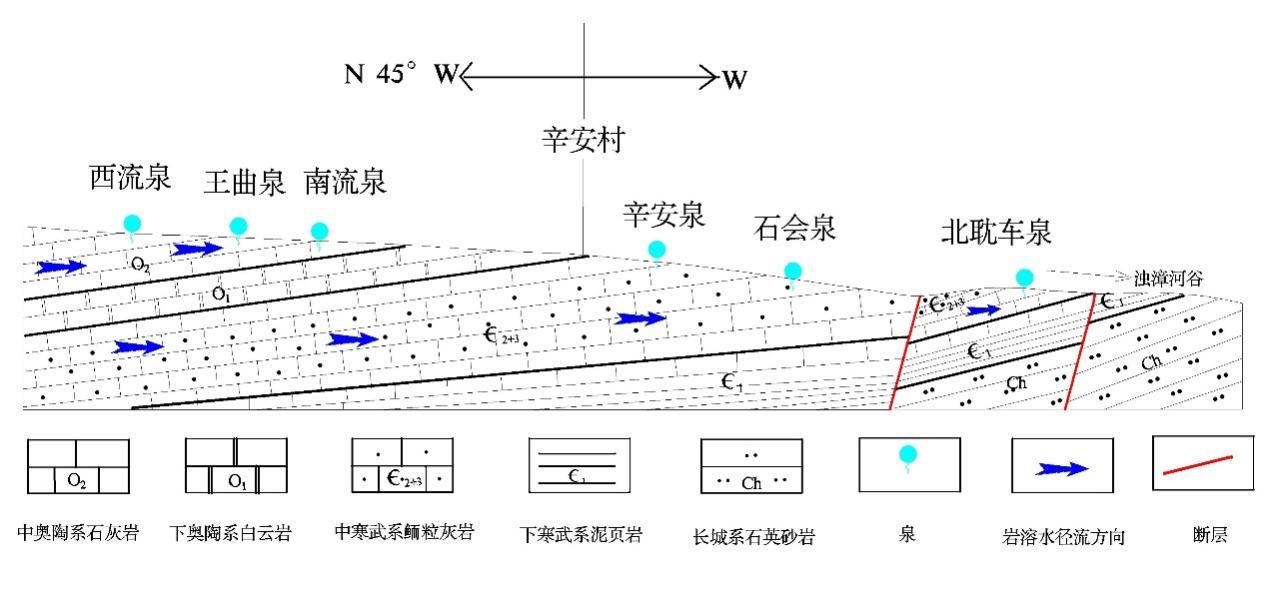 N 45° W W
辛安村
西流泉 王曲泉 南流泉
辛安泉 石会泉 北耽车泉
浊漳河谷
O2
O1
Є2+3
Є1
Є2+3
Є1
Є1
Ch
Ch
O2 O1 Є2+3 Є1 Ch
中奥陶系石灰岩 下奥陶系白云岩 中寒武系鲕粒灰岩 下寒武系泥页岩 长城系石英砂岩 泉 岩溶水径流方向 断层